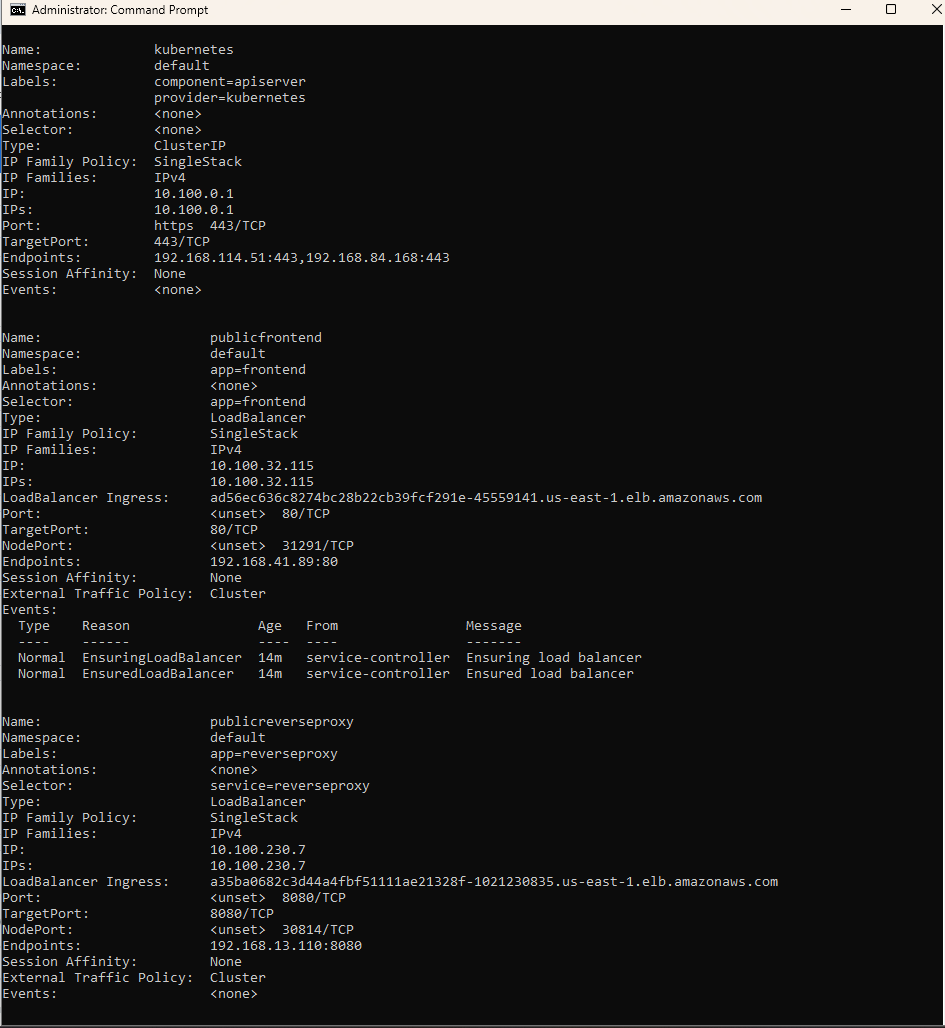 Administrator: Command Prompt
Name: kubernetes
Namespace: default
Labels: component=apiserver
provider=kubernetes
Annotations: <none>
Selector: <none>
Type: ClusterIP
IP Family Policy: SingleStack
IP Families: IPv4
IP: 10.100.0.1
IPs: 10.100.0.1
Port: https 443/TCP
TargetPort: 443/TCP
Endpoints: 192.168.114.51:443,192.168.84.168:443
Session Affinity: None
Events: <none>
Name: publicfrontend
Namespace: default
Labels: app=frontend
Annotations: <none>
Selector: app=frontend
Type: LoadBalancer
IP Family Policy: SingleStack
IP Families: IPv4
IP: 10.100.32.115
IPs: 10.100.32.115
LoadBalancer Ingress: ad56ec636c8274bc28b22cb39fcf291e-45559141.us-east-1.elb.amazonaws.com
Port: <unset> 80/TCP
TargetPort: 80/TCP
NodePort: <unset> 31291/TCP
Endpoints: 192.168.41.89:80
Session Affinity: None
External Traffic Policy: Cluster
Events:
Type Reason Age From Message
---- ------ ---- ---- -------
Normal EnsuringLoadBalancer 14m service-controller Ensuring load balancer
Normal EnsuredLoadBalancer 14m service-controller Ensured load balancer
Name: publicreverseproxy
Namespace: default
Labels: app=reverseproxy
Annotations: <none>
Selector: service=reverseproxy
Type: LoadBalancer
IP Family Policy: SingleStack
IP Families: IPv4
IP: 10.100.230.7
IPs: 10.100.230.7
LoadBalancer Ingress: a35ba0682c3d44a4fbf51111ae21328f-1021230835.us-east-1.elb.amazonaws.com
Port: <unset> 8080/TCP
TargetPort: 8080/TCP
NodePort: <unset> 30814/TCP
Endpoints: 192.168.13.110:8080
Session Affinity: None
External Traffic Policy: Cluster
Events: <none>